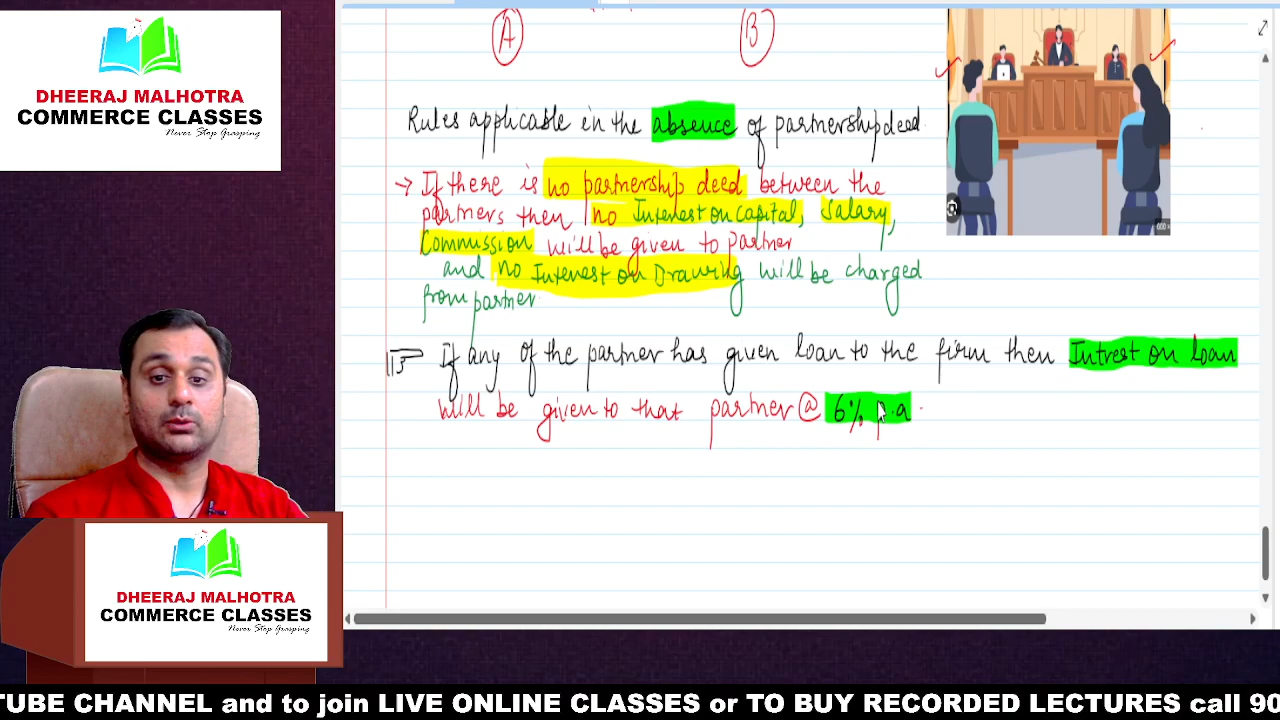 DHEERAJ MALHOTRA
COMMERCE CLASSES
Never Stop Grasping
A
B
Rules applicable in the absence of partnership deed
→ If there is no partnership deed between the
partners then no Interest on capital, Salary,
Commission will be given to partner
and no Interest on Drawing will be charged
from partner
If any of the partner has given loan to the firm then Intrest on loan
will be given to that partner @ 6% p.a
DHEERAJ MALHOTRA
COMMERCE CLASSES
Never Stop Grasping
TUBE CHANNEL and to join LIVE ONLINE CLASSES or TO BUY RECORDED LECTURES call 90